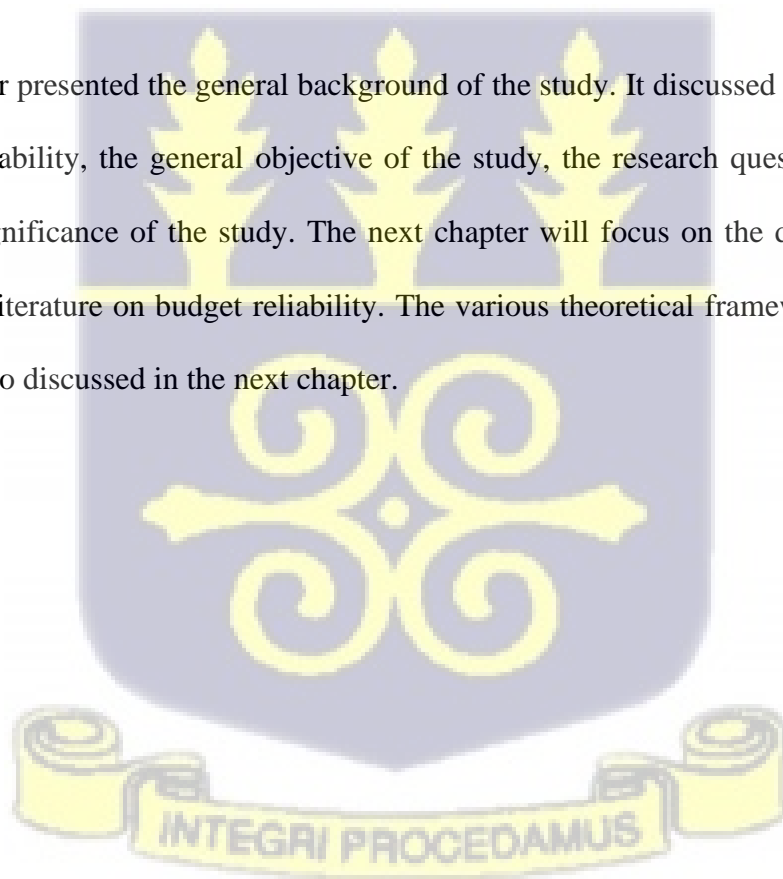 r presented the general background of the study. It discussed
ability, the general objective of the study, the research ques
gnificance of the study. The next chapter will focus on the
iterature on budget reliability. The various theoretical frame
o discussed in the next chapter.
INTEGRI PROCEDAMUS